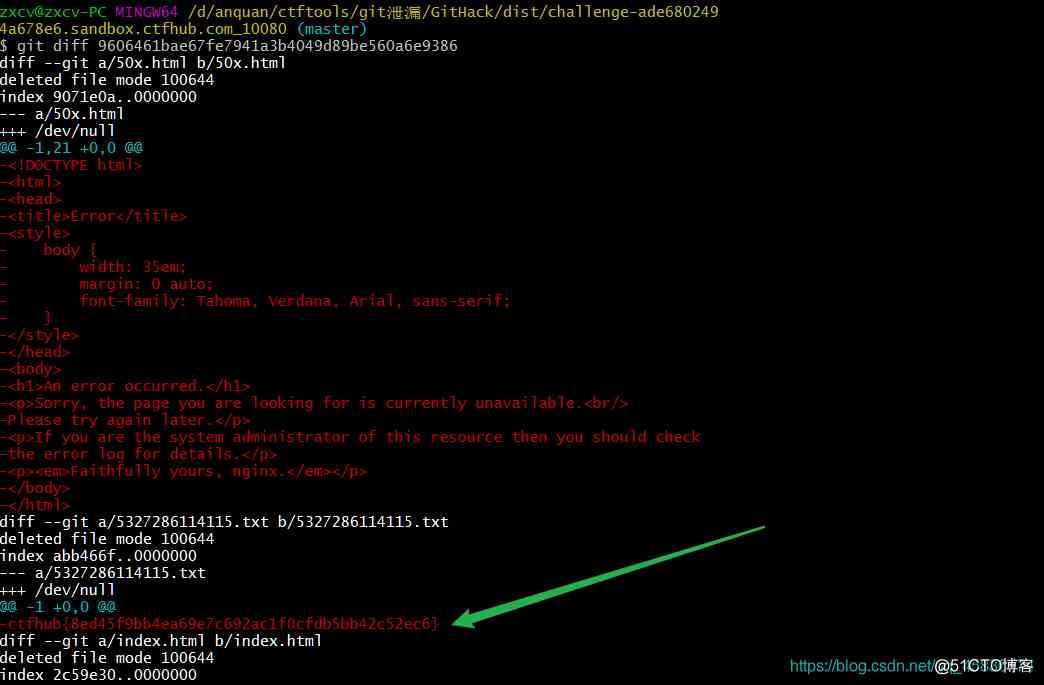 zxcv@zxcv-PC MINGW64 /d/anquan/ctftools/git泄漏/GitHack/dist/challenge-ade680249
4a678e6.sandbox.ctfhub.com_10080 (master)
$ git diff 9606461bae67fe7941a3b4049d89be560a6e9386
diff --git a/50x.html b/50x.html
deleted file mode 100644
index 9071e0a..0000000
--- a/50x.html
+++ /dev/null
@@ -1,21 +0,0 @@
-<!DOCTYPE html>
-<html>
-<head>
-<title>Error</title>
-<style>
-    body {
-        width: 35em;
-        margin: 0 auto;
-        font-family: Tahoma, Verdana, Arial, sans-serif;
-    }
-</style>
-</head>
-<body>
-<h1>An error occurred.</h1>
-<p>Sorry, the page you are looking for is currently unavailable.<br/>
-Please try again later.</p>
-<p>If you are the system administrator of this resource then you should check
-the error log for details.</p>
-<p><em>Faithfully yours, nginx.</em></p>
-</body>
-</html>
diff --git a/5327286114115.txt b/5327286114115.txt
deleted file mode 100644
index abb466f..0000000
--- a/5327286114115.txt
+++ /dev/null
@@ -1 +0,0 @@
-ctfhub{8ed45f9bb4ea69e7c692ac1f0cfdb5bb42c52ec6}
diff --git a/index.html b/index.html
deleted file mode 100644
index 2c59e30..0000000
https://blog.csdn.net/
@51CTO博客